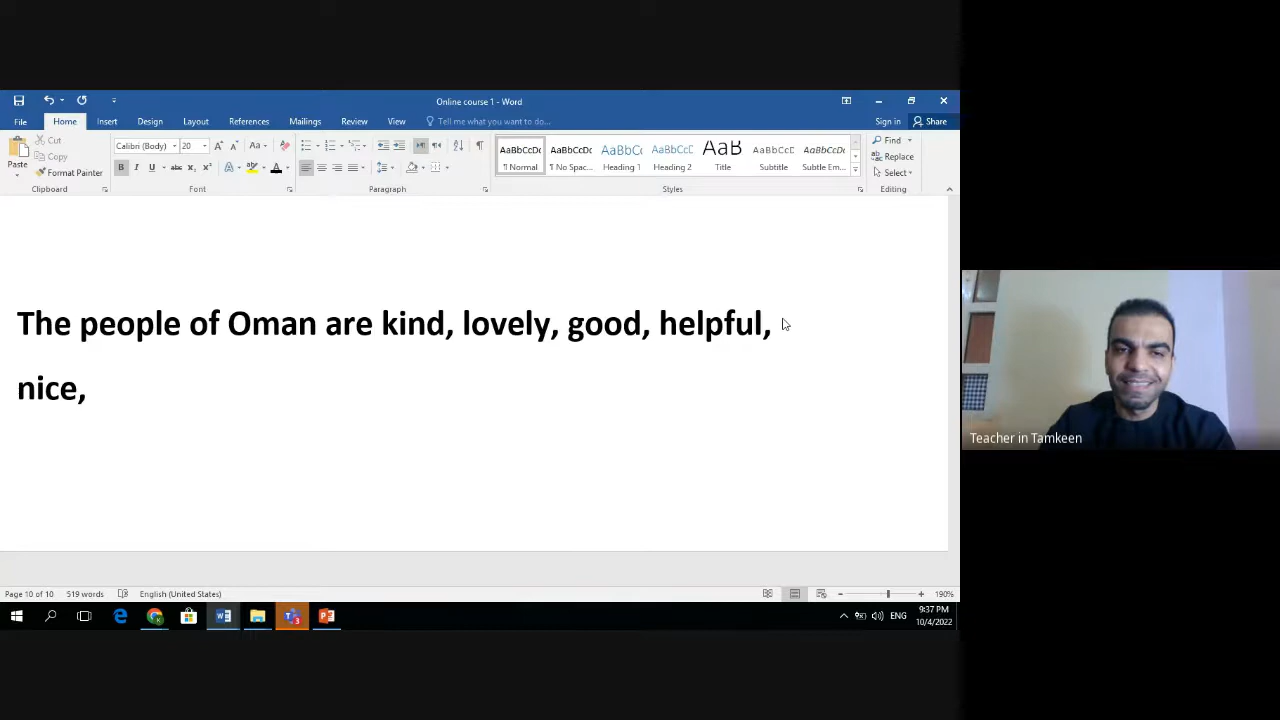 Online course 1 - Word
File Home Insert Design Layout References Mailings Review View Tell me what you want to do... Sign in Share
Cut
Copy
Format Painter
Paste
Calibri (Body) 20
AaBbCcDc AaBbCcDc AaBbCc AaBbCcD AaB AaBbCcD AaBbCcDc
¶ Normal ¶ No Spac... Heading 1 Heading 2 Title Subtitle Subtle Em...
Find
Replace
Select
Clipboard Font Paragraph Styles Editing
The people of Oman are kind, lovely, good, helpful,
nice,
Teacher in Tamkeen
Page 10 of 10 519 words English (United States) 190%
ENG 9:37 PM
10/4/2022